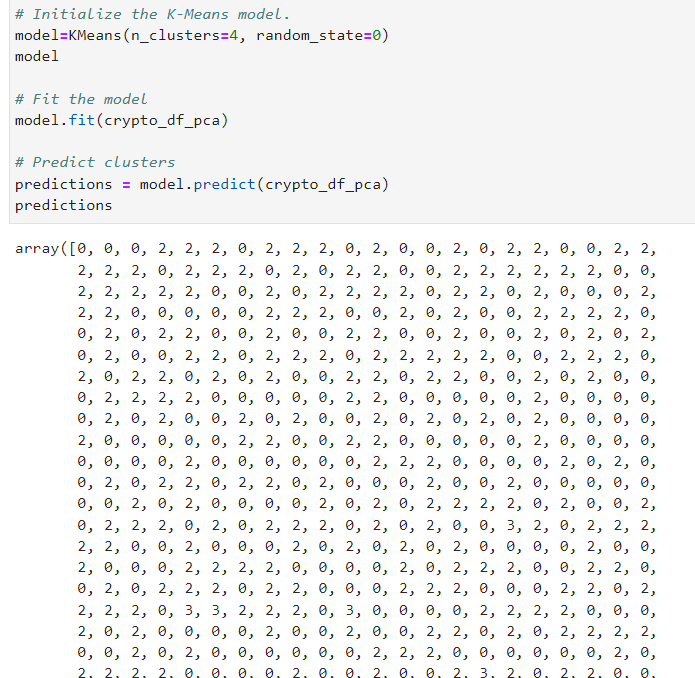 # Initialize the K-Means model.
model=KMeans(n_clusters=4, random_state=0)
model
# Fit the model
model.fit(crypto_df_pca)
# Predict clusters
predictions = model.predict(crypto_df_pca)
predictions
array([0, 0, 0, 2, 2, 2, 0, 2, 2, 2, 0, 2, 0, 0, 2, 0, 2, 2, 0, 0, 2, 2,
2, 2, 2, 0, 2, 2, 2, 0, 2, 0, 2, 2, 0, 0, 2, 2, 2, 2, 2, 2, 0, 0,
2, 2, 2, 2, 2, 0, 0, 2, 0, 2, 2, 2, 2, 0, 2, 2, 0, 2, 0, 0, 0, 2,
2, 2, 0, 0, 0, 0, 0, 2, 2, 2, 0, 0, 2, 0, 2, 0, 0, 2, 2, 2, 2, 0,
0, 2, 0, 2, 2, 0, 0, 2, 0, 0, 2, 2, 0, 0, 2, 0, 0, 2, 0, 2, 0, 2,
0, 2, 0, 0, 2, 2, 0, 2, 2, 2, 0, 2, 2, 2, 2, 2, 0, 0, 2, 2, 2, 0,
2, 0, 2, 2, 0, 2, 0, 2, 0, 0, 2, 2, 0, 2, 2, 0, 0, 2, 0, 2, 0, 0,
0, 2, 2, 2, 2, 0, 0, 0, 0, 0, 2, 2, 0, 0, 0, 0, 0, 2, 0, 0, 0, 0,
0, 2, 0, 2, 0, 0, 2, 0, 2, 0, 0, 2, 0, 2, 0, 2, 0, 2, 0, 0, 0, 0,
2, 0, 0, 0, 0, 0, 2, 2, 0, 0, 2, 2, 0, 0, 0, 0, 0, 2, 0, 0, 0, 0,
0, 0, 0, 0, 2, 0, 0, 0, 0, 0, 0, 2, 2, 2, 0, 0, 0, 0, 2, 0, 2, 0,
0, 2, 0, 2, 2, 0, 2, 2, 0, 2, 0, 0, 0, 2, 0, 0, 2, 0, 0, 0, 0, 0,
0, 0, 2, 0, 2, 0, 0, 0, 0, 2, 0, 2, 0, 2, 2, 2, 2, 0, 2, 0, 0, 2,
0, 2, 2, 2, 0, 2, 0, 2, 2, 2, 0, 2, 0, 2, 0, 0, 3, 2, 0, 2, 2, 2,
2, 2, 0, 0, 2, 0, 0, 0, 2, 0, 2, 0, 2, 0, 2, 0, 0, 0, 0, 2, 0, 0,
2, 0, 0, 0, 2, 2, 2, 2, 0, 0, 0, 0, 2, 0, 2, 2, 2, 0, 0, 2, 2, 0,
0, 2, 0, 2, 2, 2, 0, 2, 2, 0, 0, 0, 2, 2, 2, 0, 0, 0, 2, 2, 0, 2,
2, 2, 2, 0, 3, 3, 2, 2, 2, 0, 3, 0, 0, 0, 0, 2, 2, 2, 2, 0, 0, 0,
2, 0, 2, 0, 0, 0, 0, 2, 0, 0, 2, 0, 0, 2, 2, 0, 2, 0, 2, 2, 2, 2,
0, 0, 2, 0, 2, 0, 0, 0, 0, 0, 0, 2, 2, 2, 0, 0, 0, 0, 0, 0, 2, 0,
2, 2, 2, 2, 0, 0, 0, 0, 2, 0, 0, 2, 0, 0, 2, 3, 2, 0, 2, 2, 0, 0,